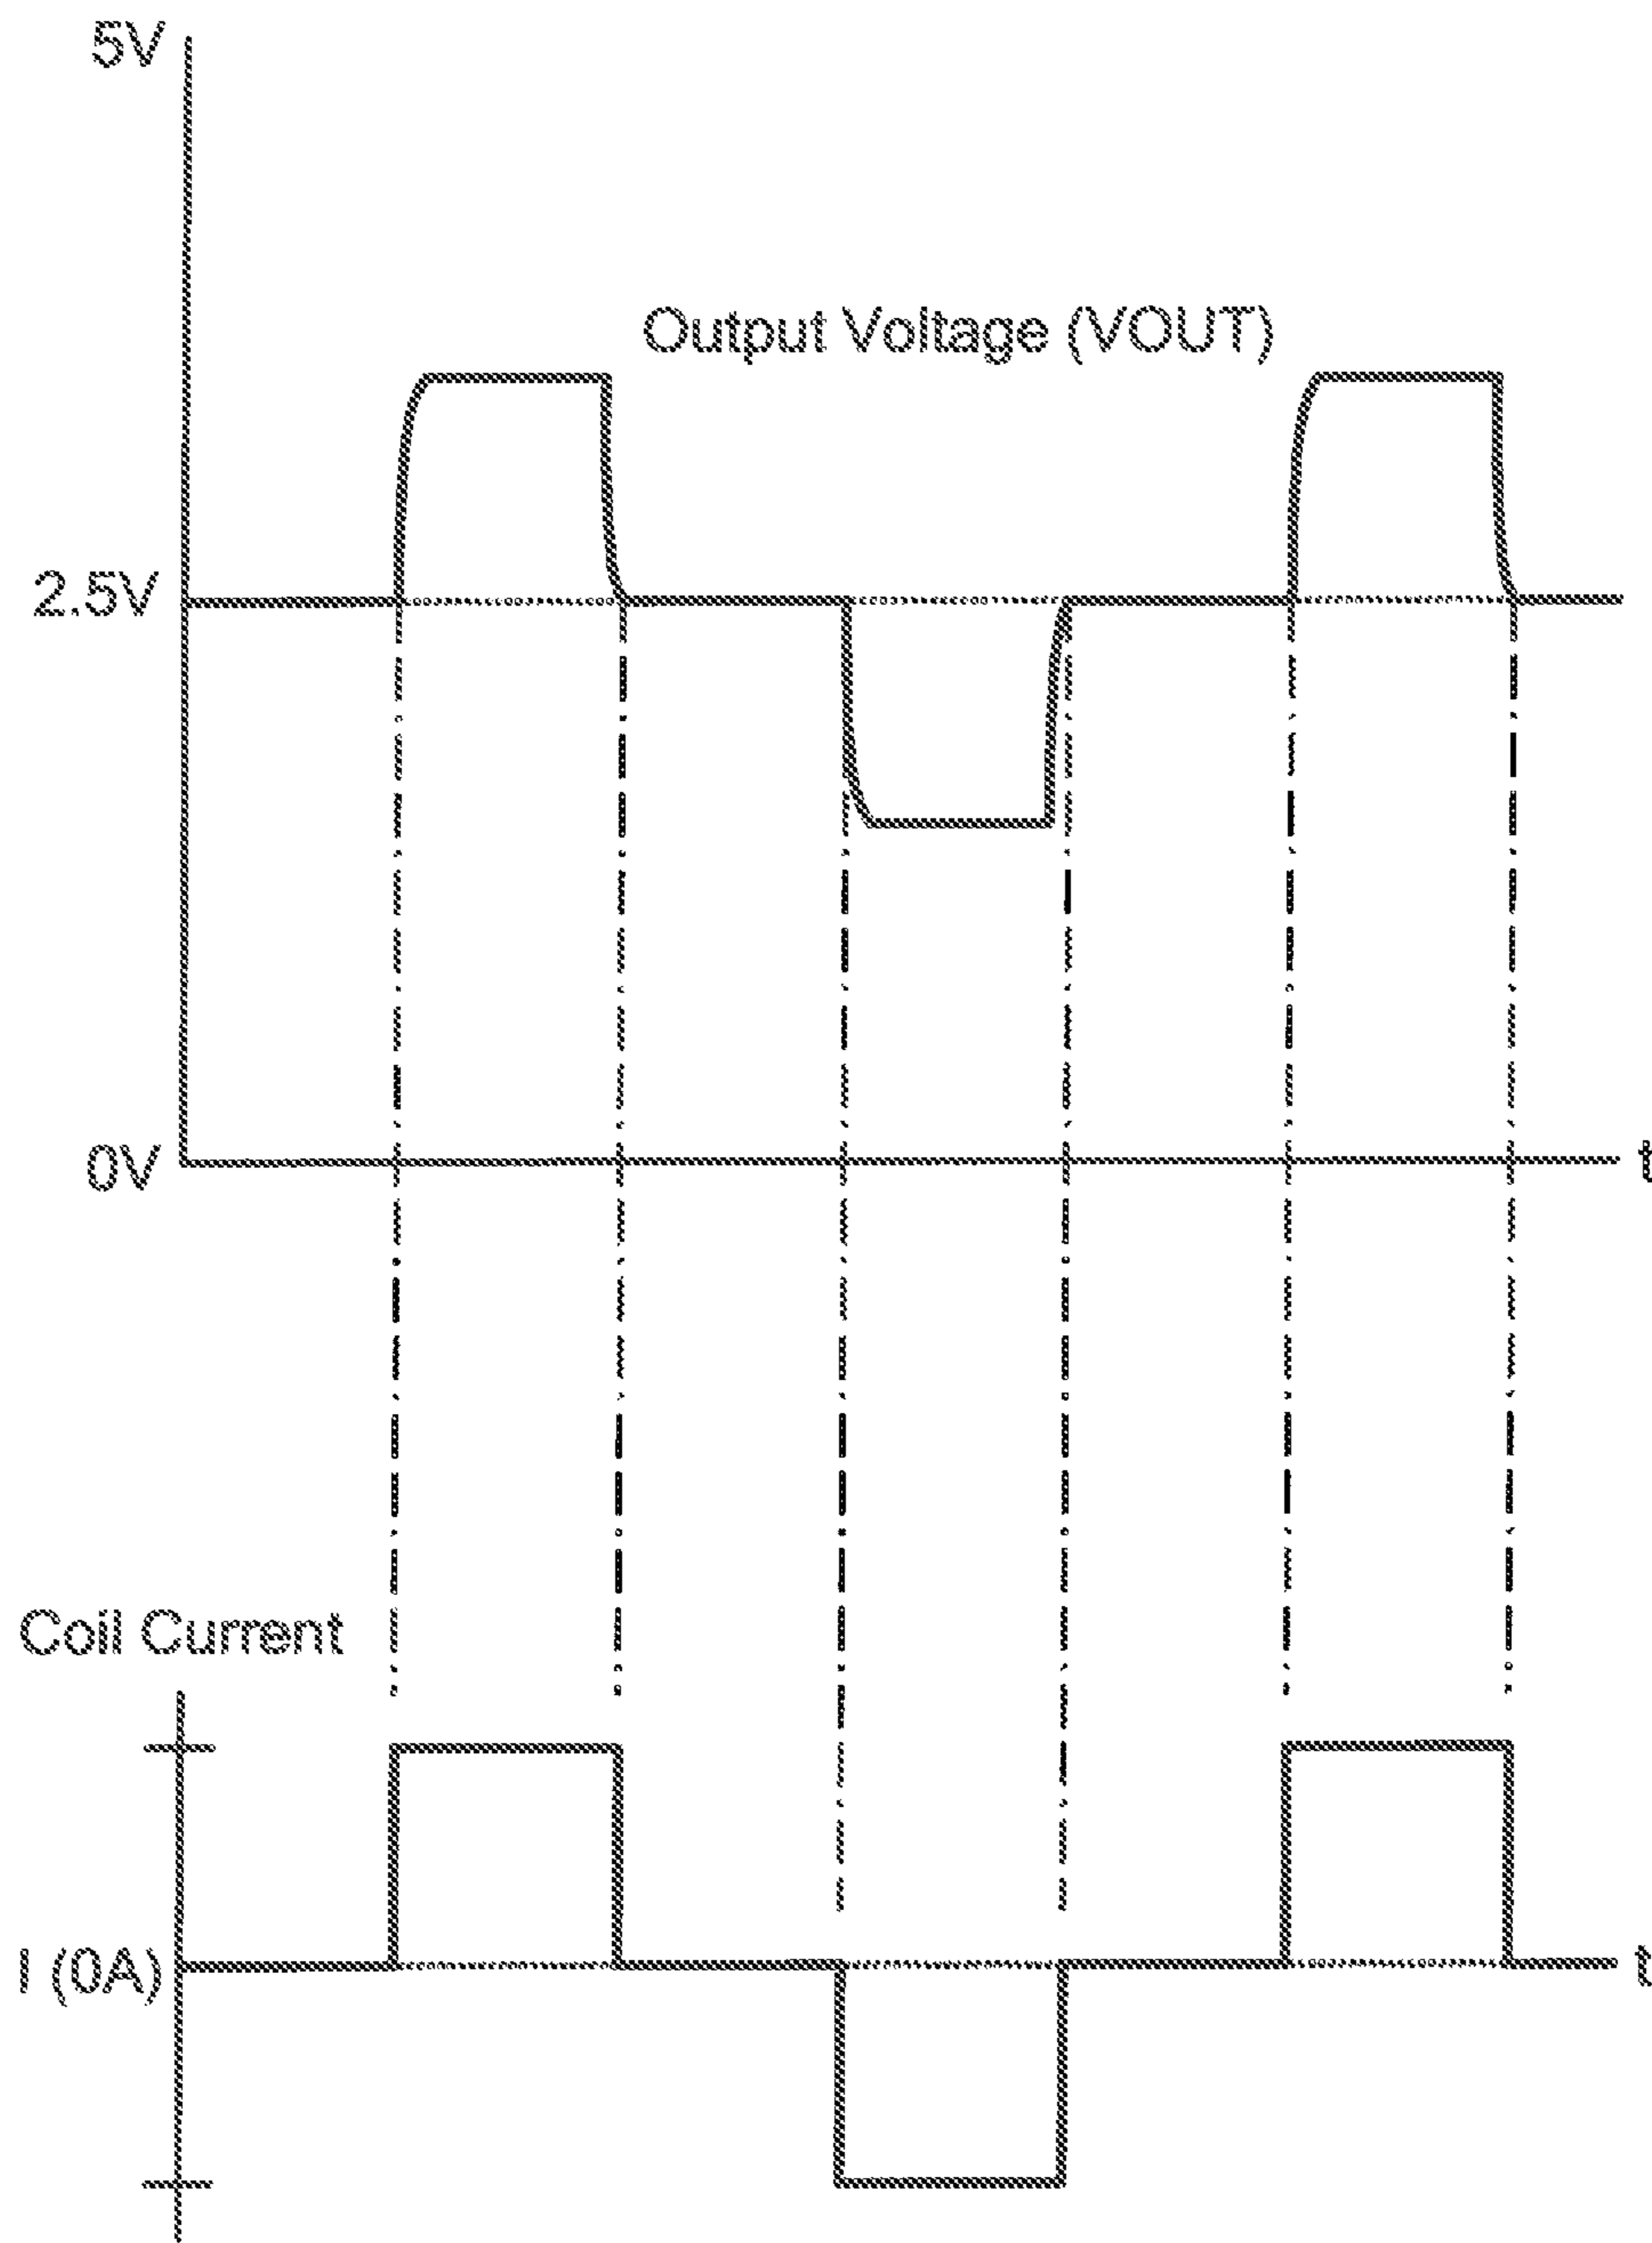 5V
Output Voltage (VOUT)
2.5V
0V
t
Coil Current
I (0A)
t